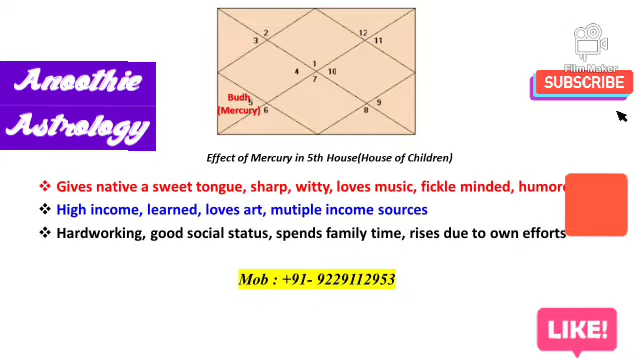 2
12
3
11
1
4
10
7
Budh
(Mercury)
5
6
9
8
Anoothie
Astrology
Film Maker
SUBSCRIBE
Effect of Mercury in 5th House(House of Children)
❖ Gives native a sweet tongue, sharp, witty, loves music, fickle minded,
❖ High income, learned, loves art, mutiple income sources
❖ Hardworking, good social status, spends family time, rises due to own efforts
Mob : +91- 9229112953
LIKE!